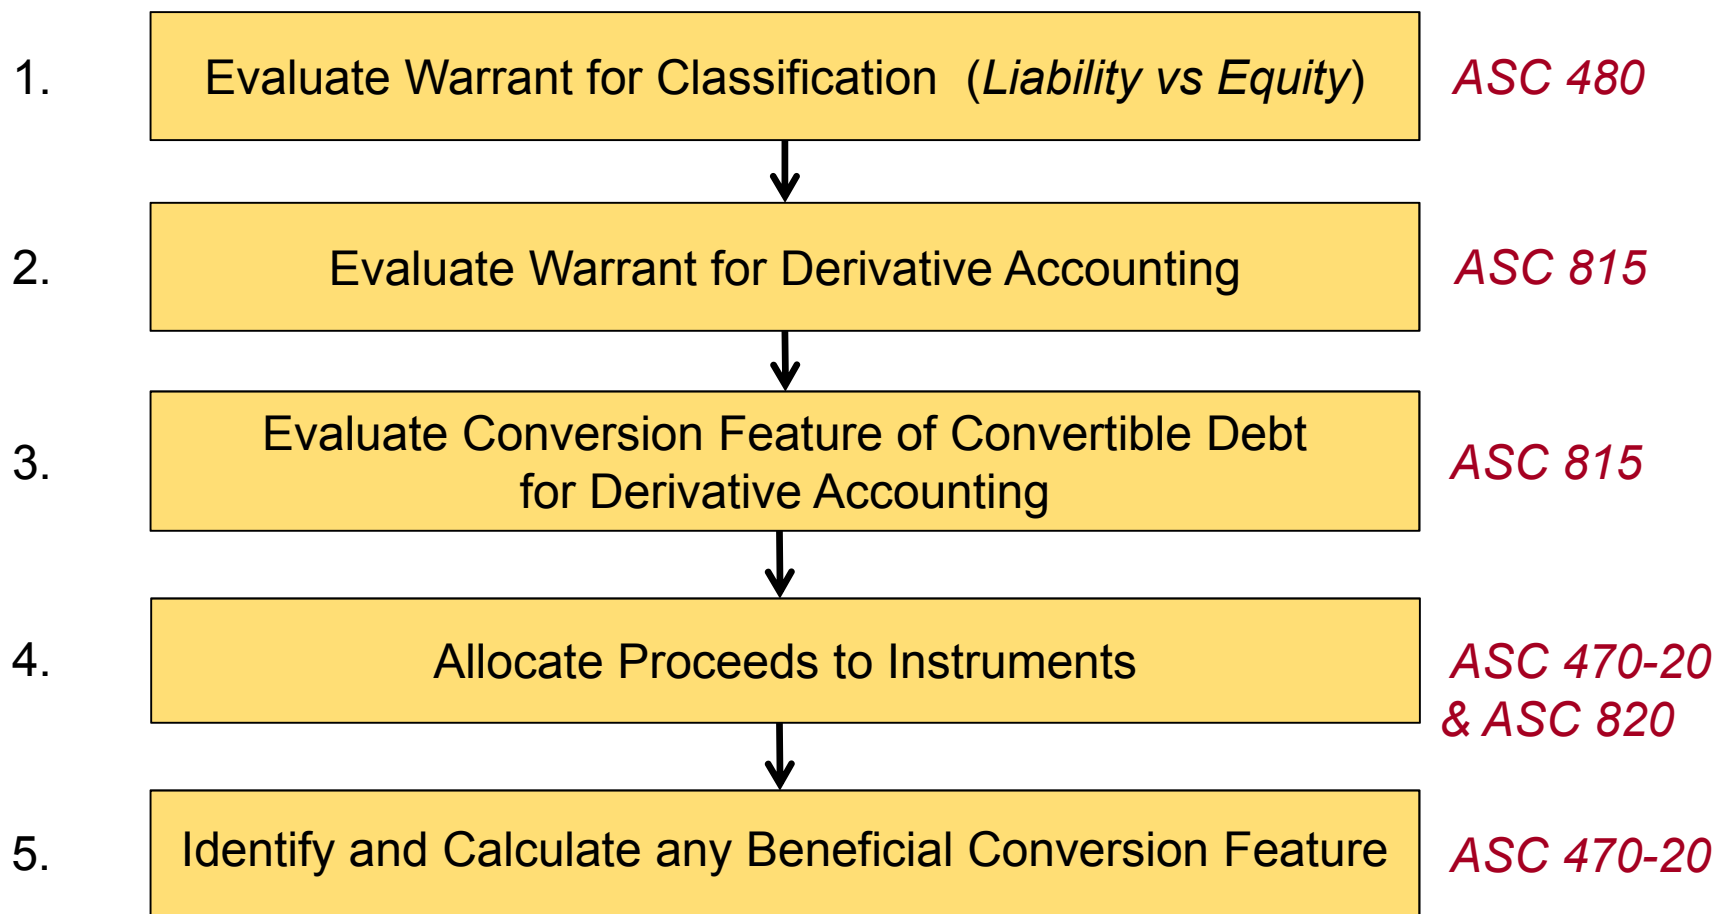 1. Evaluate Warrant for Classification (Liability vs Equity) ASC 480
2. Evaluate Warrant for Derivative Accounting ASC 815
3. Evaluate Conversion Feature of Convertible Debt
for Derivative Accounting ASC 815
4. Allocate Proceeds to Instruments ASC 470-20
& ASC 820
5. Identify and Calculate any Beneficial Conversion Feature ASC 470-20